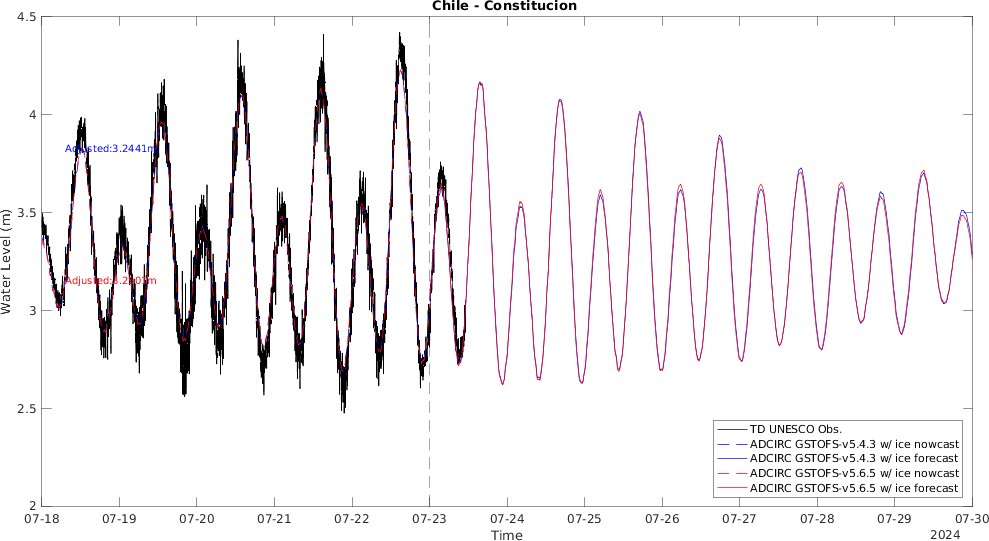 Chile - Constitucion
Water Level (m)
4.5
4
3.5
3
2.5
2
Adjusted:3.2441m
07-18
07-19
07-20
07-21
07-22
07-23
07-24
07-25
07-26
07-27
07-28
07-29
07-30
Time
2024
TD UNESCO Obs.
ADCIRC GSTOFS-v5.4.3 w/ ice nowcast
ADCIRC GSTOFS-v5.4.3 w/ ice forecast
ADCIRC GSTOFS-v5.6.5 w/ ice nowcast
ADCIRC GSTOFS-v5.6.5 w/ ice forecast